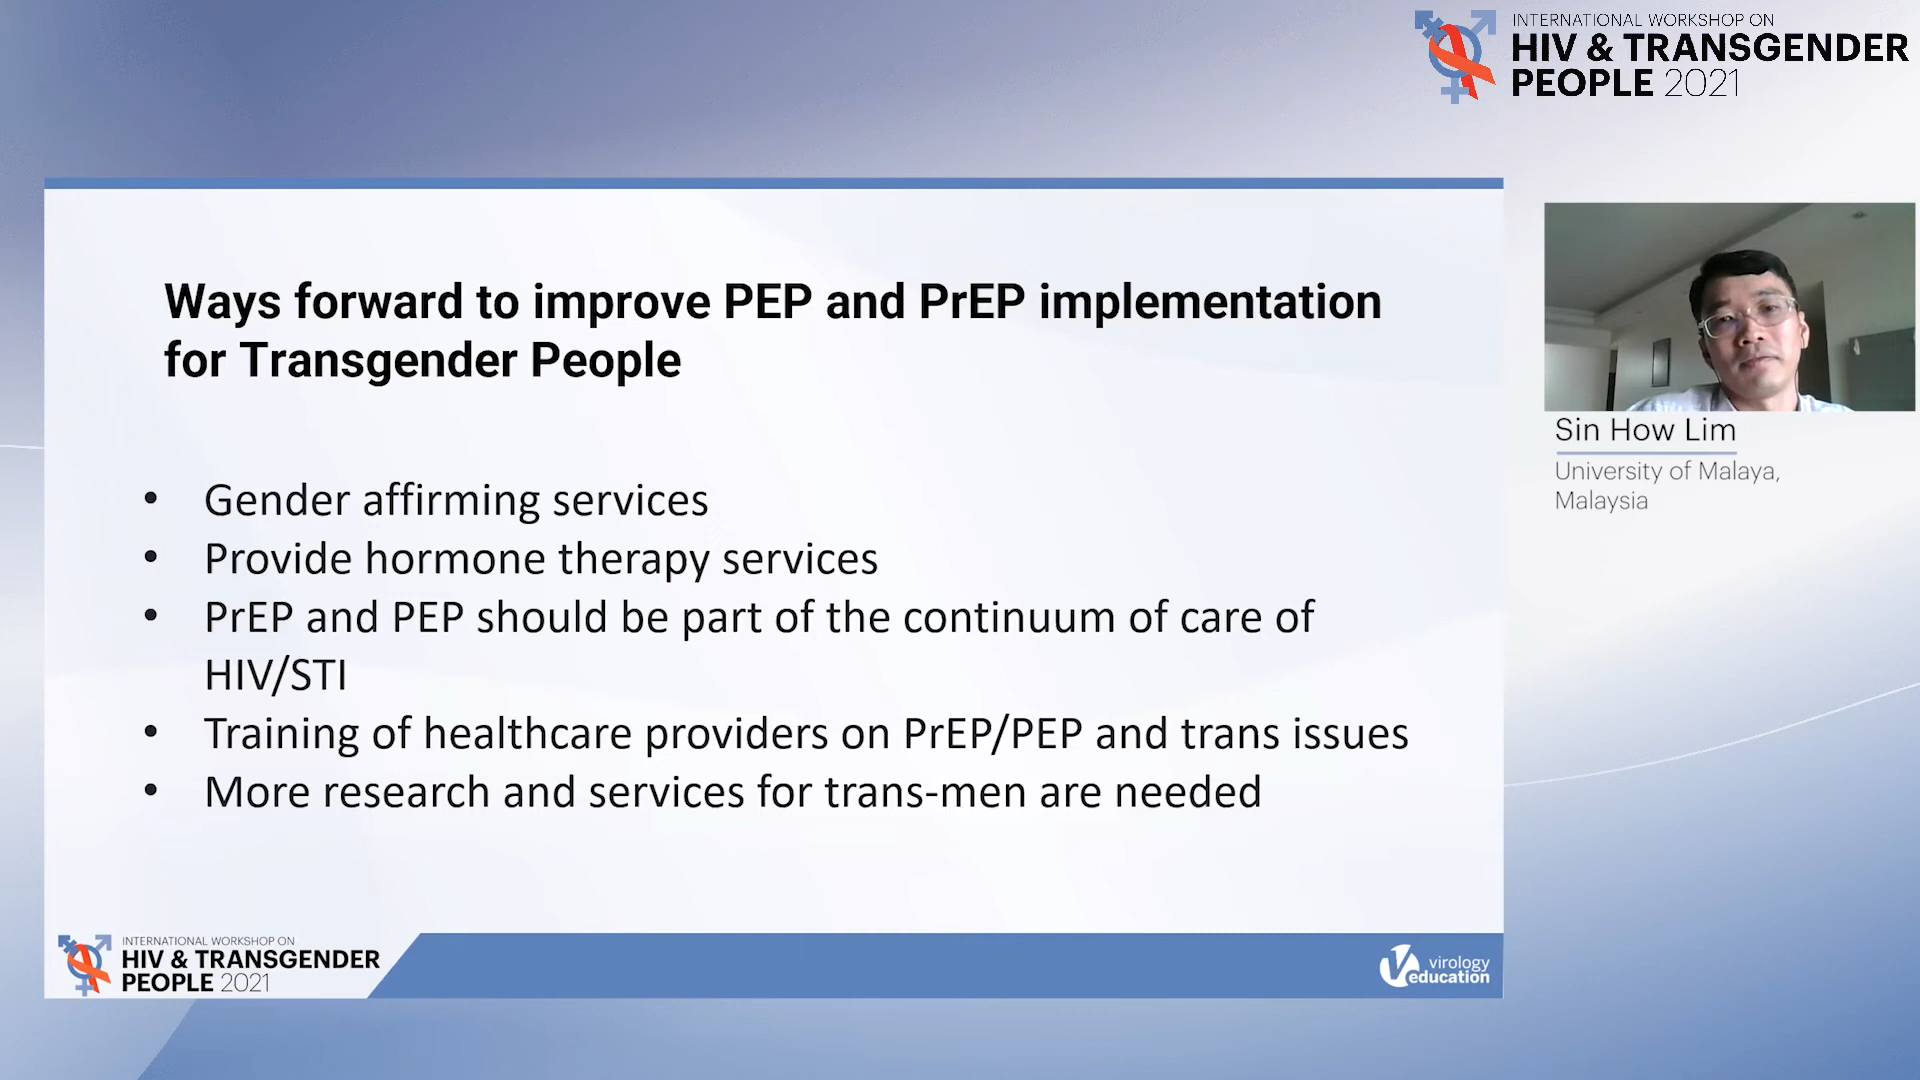 INTERNATIONAL WORKSHOP ON
HIV & TRANSGENDER
PEOPLE 2021
Ways forward to improve PEP and PrEP implementation
for Transgender People
• Gender affirming services
• Provide hormone therapy services
• PrEP and PEP should be part of the continuum of care of
HIV/STI
• Training of healthcare providers on PrEP/PEP and trans issues
• More research and services for trans-men are needed
Sin How Lim
University of Malaya,
Malaysia
INTERNATIONAL WORKSHOP ON
HIV & TRANSGENDER
PEOPLE 2021
virology
education